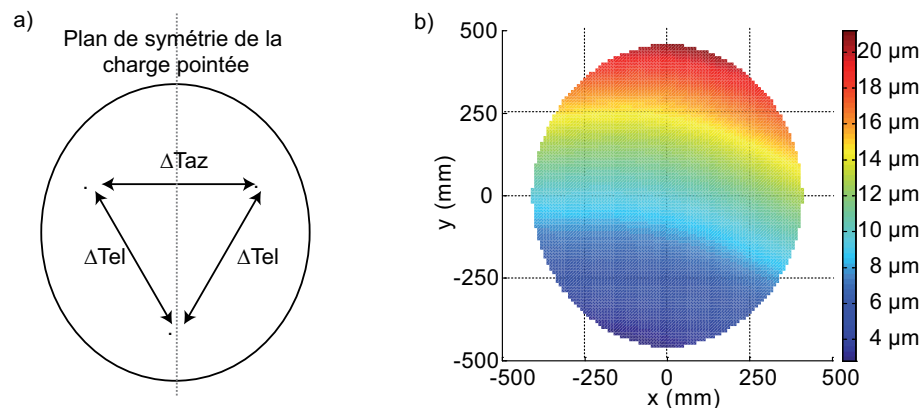 a)
Plan de symétrie de la
charge pointée
ΔTaz
ΔTel
ΔTel
b)
500
250
0
-250
-500
y (mm)
-500
-250
0
250
500
x (mm)
20 µm
18 µm
16 µm
14 µm
12 µm
10 µm
8 µm
6 µm
4 µm